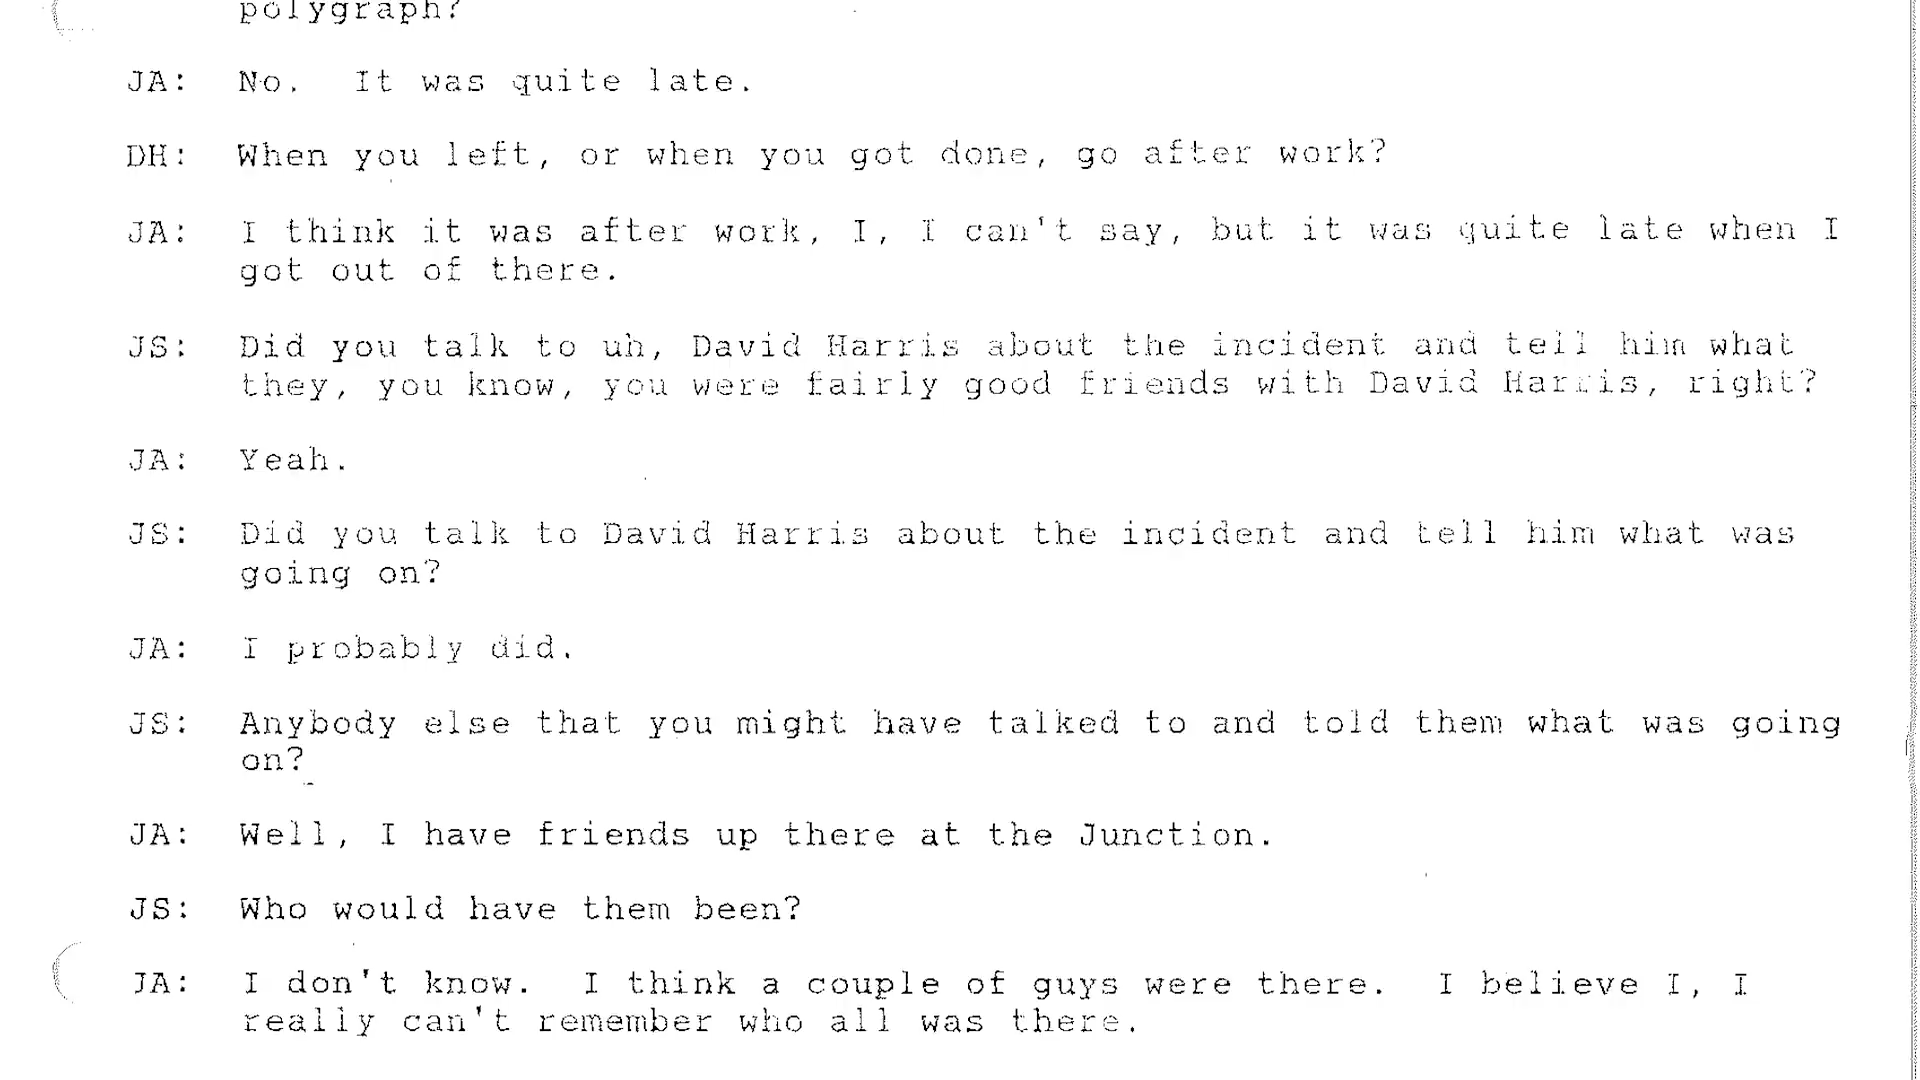 polygraph?
JA: No. It was quite late.
DH: When you left, or when you got done, go after work?
JA: I think it was after work, I, I can't say, but it was quite late when I
got out of there.
JS: Did you talk to uh, David Harris about the incident and tell him what
they, you know, you were fairly good friends with David Harris, right?
JA: Yeah.
JS: Did you talk to David Harris about the incident and tell him what was
going on?
JA: I probably did.
JS: Anybody else that you might have talked to and told them what was going
on?
JA: Well, I have friends up there at the Junction.
JS: Who would have them been?
JA: I don't know. I think a couple of guys were there. I believe I, I
really can't remember who all was there.